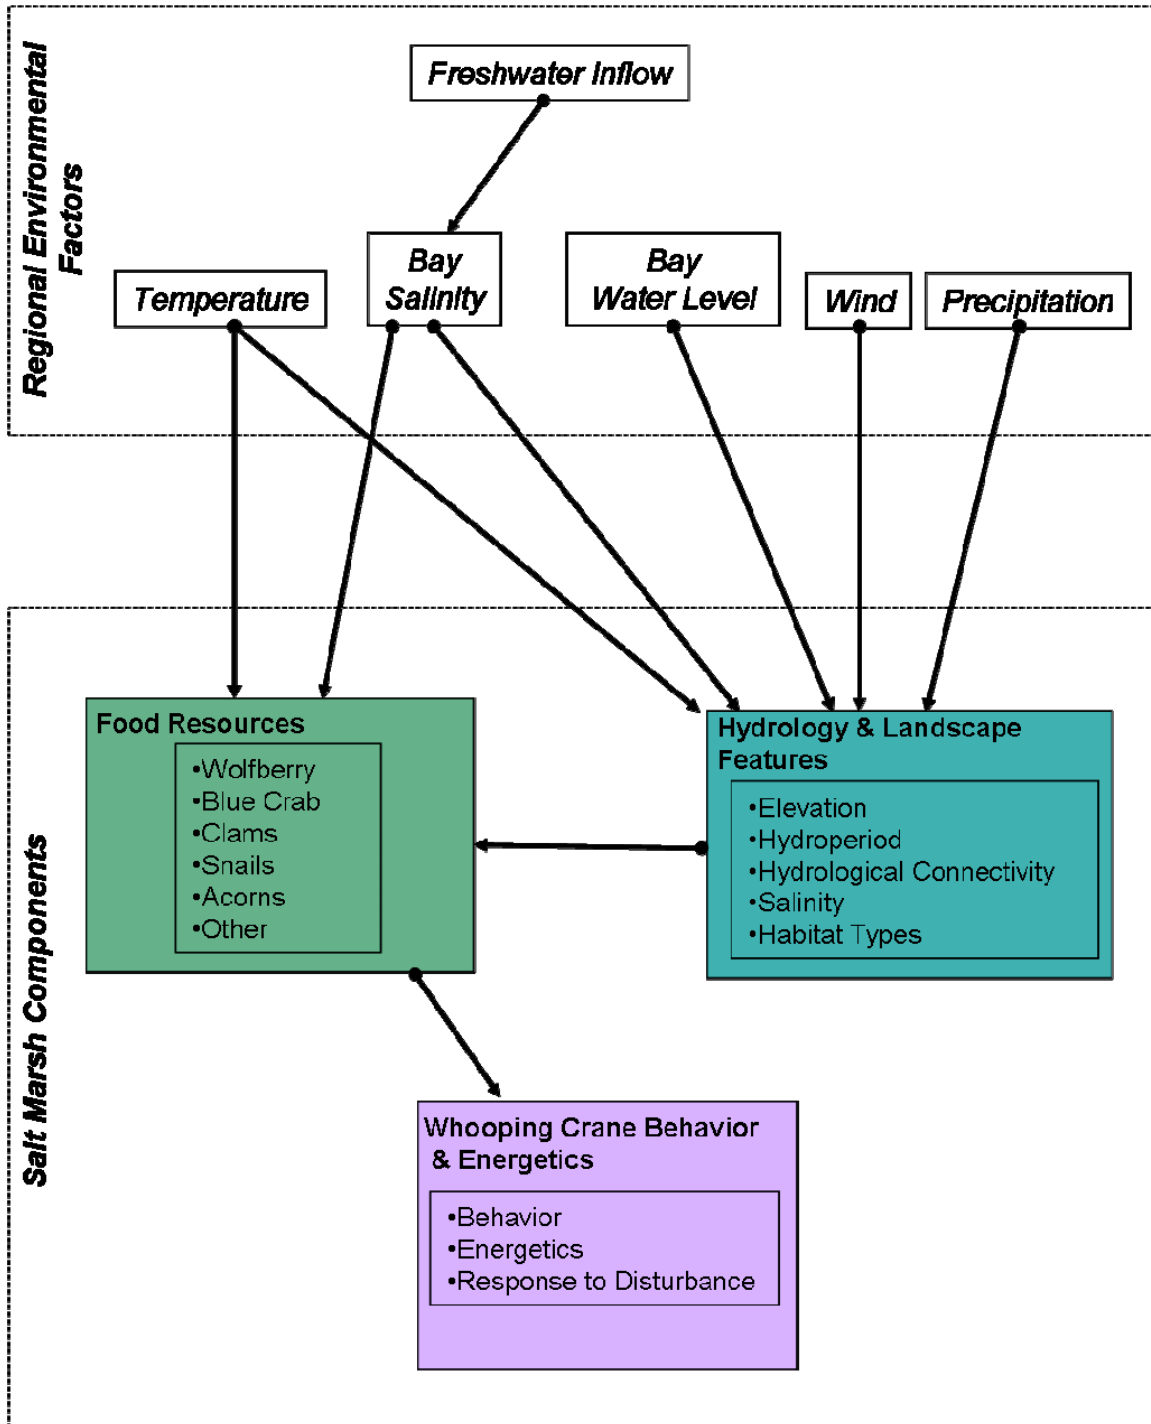 Regional Environmental
Factors
Freshwater Inflow
Temperature
Bay
Salinity
Bay
Water Level
Wind
Precipitation
Salt Marsh Components
Food Resources
•Wolfberry
•Blue Crab
•Clams
•Snails
•Acorns
•Other
Hydrology & Landscape
Features
•Elevation
•Hydroperiod
•Hydrological Connectivity
•Salinity
•Habitat Types
Whooping Crane Behavior
& Energetics
•Behavior
•Energetics
•Response to Disturbance